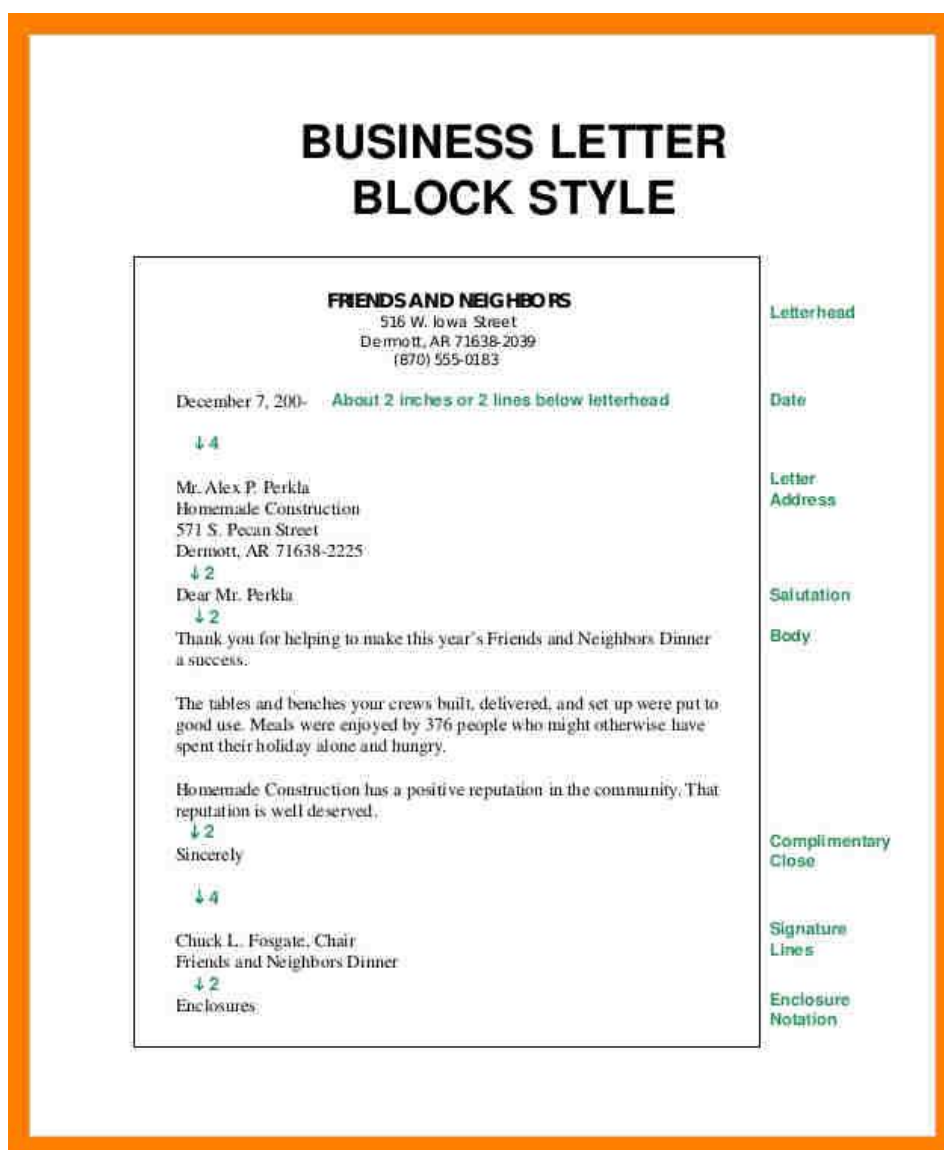 BUSINESS LETTER
BLOCK STYLE
FRIENDS AND NEIGHBORS
516 W. Iowa Street
Dermott, AR 71638-2039
(870) 555-0183
Letterhead
December 7, 200- About 2 inches or 2 lines below letterhead
Date
↓4
Mr. Alex P. Perkla
Homemade Construction
571 S. Pecan Street
Dermott, AR 71638-2225
Letter
Address
↓2
Dear Mr. Perkla
Salutation
↓2
Thank you for helping to make this year's Friends and Neighbors Dinner
a success.
Body
The tables and benches your crews built, delivered, and set up were put to
good use. Meals were enjoyed by 376 people who might otherwise have
spent their holiday alone and hungry.
Homemade Construction has a positive reputation in the community. That
reputation is well deserved.
↓2
Sincerely
Complimentary
Close
↓4
Chuck L. Fosgate, Chair
Friends and Neighbors Dinner
Signature
Lines
↓2
Enclosures
Enclosure
Notation